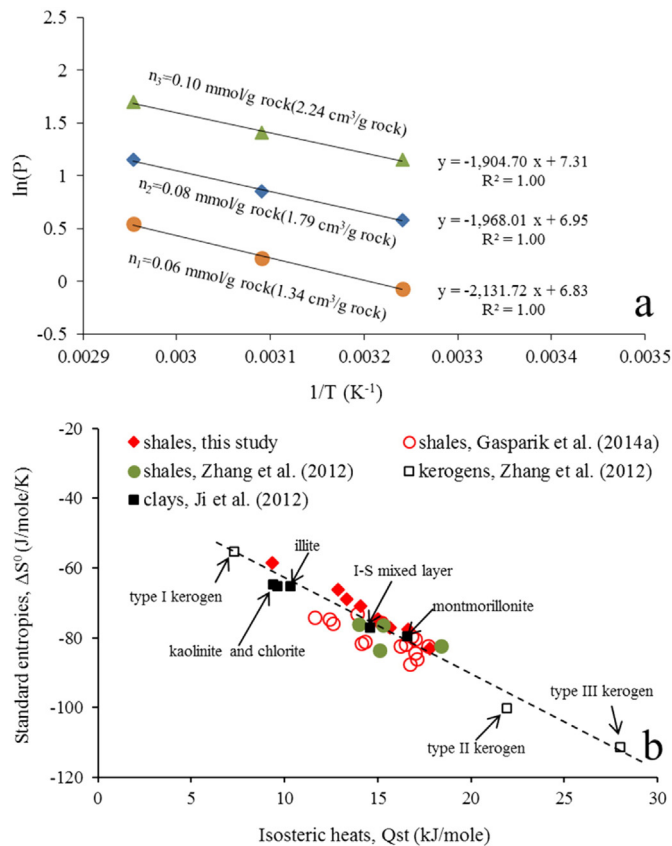 a
2
1.5
1
0.5
0
-0.5
ln(P)
n3=0.10 mmol/g rock(2.24 cm³/g rock)
y = -1,904.70 x + 7.31
R² = 1.00
n2=0.08 mmol/g rock(1.79 cm³/g rock)
y = -1,968.01 x + 6.95
R² = 1.00
n1=0.06 mmol/g rock(1.34 cm³/g rock)
y = -2,131.72 x + 6.83
R² = 1.00
0.0029 0.003 0.0031 0.0032 0.0033 0.0034 0.0035
1/T (K⁻¹)
b
-20
-40
-60
-80
-100
-120
Standard entropies, ΔS⁰ (J/mole/K)
shales, this study shales, Gasparik et al. (2014a)
shales, Zhang et al. (2012) kerogens, Zhang et al. (2012)
clays, Ji et al. (2012)
illite
I-S mixed layer
type I kerogen
montmorillonite
kaolinite and chlorite
type III kerogen
type II kerogen
0 5 10 15 20 25 30
Isosteric heats, Qst (kJ/mole)